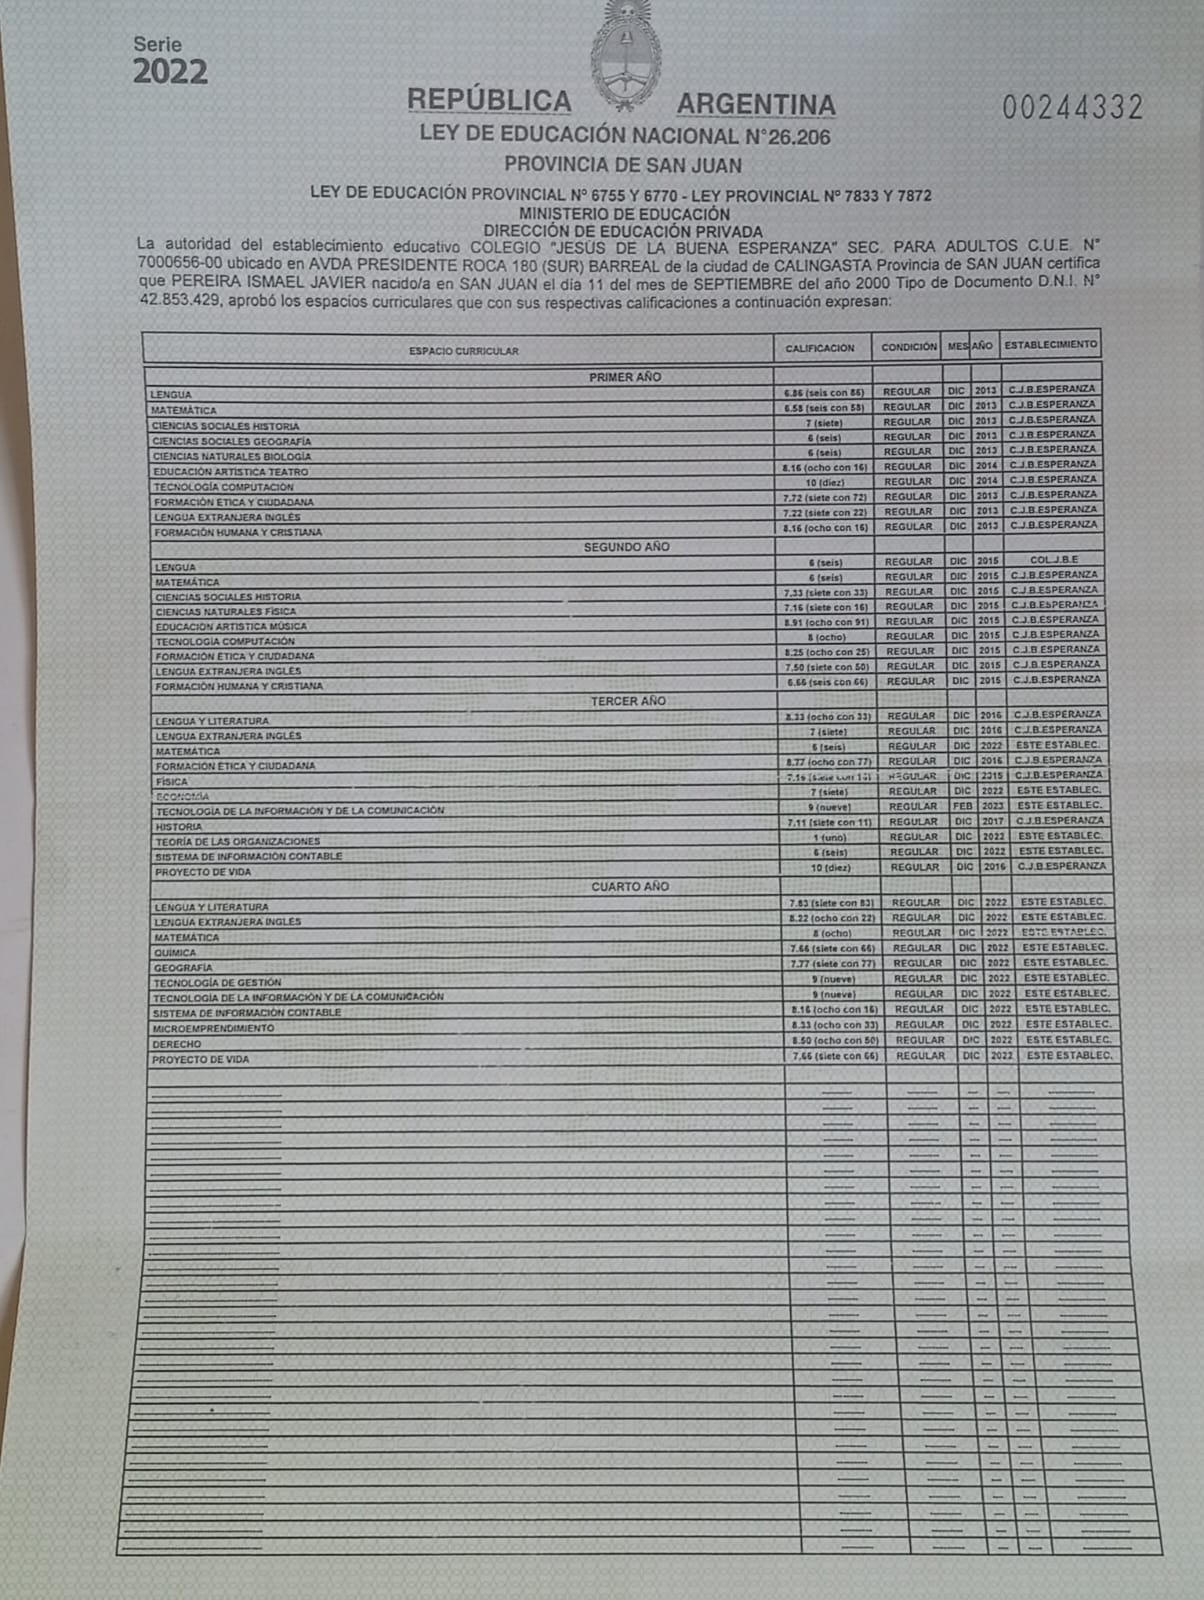 Serie
2022
REPÚBLICA ARGENTINA
00244332
LEY DE EDUCACIÓN NACIONAL N°26.206
PROVINCIA DE SAN JUAN
LEY DE EDUCACIÓN PROVINCIAL Nº 6755 Y 6770 - LEY PROVINCIAL Nº 7833 Y 7872
MINISTERIO DE EDUCACIÓN
DIRECCIÓN DE EDUCACIÓN PRIVADA
La autoridad del establecimiento educativo COLEGIO "JESÚS DE LA BUENA ESPERANZA" SEC. PARA ADULTOS C.U.E. N°
7000656-00 ubicado en AVDA PRESIDENTE ROCA 180 (SUR) BARREAL de la ciudad de CALINGASTA Provincia de SAN JUAN certifica
que PEREIRA ISMAEL JAVIER nacido/a en SAN JUAN el día 11 del mes de SEPTIEMBRE del año 2000 Tipo de Documento D.N.I. N°
42.853.429, aprobó los espacios curriculares que con sus respectivas calificaciones a continuación expresan:
ESPACIO CURRICULAR CALIFICACIÓN CONDICIÓN MES AÑO ESTABLECIMIENTO
PRIMER AÑO
LENGUA 6.86 (seis con 86) REGULAR DIC 2013 C.J.B.ESPERANZA
MATEMÁTICA 6.58 (seis con 58) REGULAR DIC 2013 C.J.B.ESPERANZA
CIENCIAS SOCIALES HISTORIA 7 (siete) REGULAR DIC 2013 C.J.B.ESPERANZA
CIENCIAS SOCIALES GEOGRAFÍA 6 (seis) REGULAR DIC 2013 C.J.B.ESPERANZA
CIENCIAS NATURALES BIOLOGÍA 6 (seis) REGULAR DIC 2013 C.J.B.ESPERANZA
EDUCACIÓN ARTÍSTICA TEATRO 8.16 (ocho con 16) REGULAR DIC 2014 C.J.B.ESPERANZA
TECNOLOGÍA COMPUTACIÓN 10 (diez) REGULAR DIC 2014 C.J.B.ESPERANZA
FORMACIÓN ETICA Y CIUDADANA 7.72 (siete con 72) REGULAR DIC 2013 C.J.B.ESPERANZA
LENGUA EXTRANJERA INGLÉS 7.22 (siete con 22) REGULAR DIC 2013 C.J.B.ESPERANZA
FORMACIÓN HUMANA Y CRISTIANA 8.16 (ocho con 16) REGULAR DIC 2013 C.J.B.ESPERANZA
SEGUNDO AÑO
LENGUA 6 (seis) REGULAR DIC 2015 COL.J.B.E
MATEMÁTICA 6 (seis) REGULAR DIC 2015 C.J.B.ESPERANZA
CIENCIAS SOCIALES HISTORIA 7.33 (siete con 33) REGULAR DIC 2015 C.J.B.ESPERANZA
CIENCIAS NATURALES FÍSICA 7.16 (siete con 16) REGULAR DIC 2015 C.J.B.ESPERANZA
EDUCACIÓN ARTISTICA MÚSICA 8.91 (ocho con 91) REGULAR DIC 2015 C.J.B.ESPERANZA
TECNOLOGÍA COMPUTACIÓN 8 (ocho) REGULAR DIC 2015 C.J.B.ESPERANZA
FORMACIÓN ETICA Y CIUDADANA 8.25 (ocho con 25) REGULAR DIC 2015 C.J.B.ESPERANZA
LENGUA EXTRANJERA INGLÉS 7.50 (siete con 50) REGULAR DIC 2015 C.J.B.ESPERANZA
FORMACIÓN HUMANA Y CRISTIANA 6.66 (seis con 66) REGULAR DIC 2015 C.J.B.ESPERANZA
TERCER AÑO
LENGUA Y LITERATURA 8.33 (ocho con 33) REGULAR DIC 2016 C.J.B.ESPERANZA
LENGUA EXTRANJERA INGLÉS 7 (siete) REGULAR DIC 2016 C.J.B.ESPERANZA
MATEMÁTICA 6 (seis) REGULAR DIC 2022 ESTE ESTABLEC.
FORMACIÓN ETICA Y CIUDADANA 8.77 (ocho con 77) REGULAR DIC 2016 C.J.B.ESPERANZA
FÍSICA REGULAR DIC C.J.B.ESPERANZA
ECONOMÍA 7 (siete) REGULAR DIC 2022 ESTE ESTABLEC.
TECNOLOGÍA DE LA INFORMACIÓN Y DE LA COMUNICACIÓN 9 (nueve) REGULAR FEB 2023 ESTE ESTABLEC.
HISTORIA 7.11 (siete con 11) REGULAR DIC 2017 C.J.B.ESPERANZA
TEORÍA DE LAS ORGANIZACIONES 1 (uno) REGULAR DIC 2022 ESTE ESTABLEC.
SISTEMA DE INFORMACIÓN CONTABLE 6 (seis) REGULAR DIC 2022 ESTE ESTABLEC.
PROYECTO DE VIDA 10 (diez) REGULAR DIC 2016 C.J.B.ESPERANZA
CUARTO AÑO
LENGUA Y LITERATURA 7.83 (siete con 83) REGULAR DIC 2022 ESTE ESTABLEC.
LENGUA EXTRANJERA INGLÉS 8.22 (ocho con 22) REGULAR DIC 2022 ESTE ESTABLEC.
MATEMÁTICA 8 (ocho) REGULAR DIC 2022 ESTE ESTABLEC.
QUÍMICA 7.66 (siete con 66) REGULAR DIC 2022 ESTE ESTABLEC.
GEOGRAFÍA 7.77 (siete con 77) REGULAR DIC 2022 ESTE ESTABLEC.
TECNOLOGÍA DE GESTIÓN 9 (nueve) REGULAR DIC 2022 ESTE ESTABLEC.
TECNOLOGÍA DE LA INFORMACIÓN Y DE LA COMUNICACIÓN 9 (nueve) REGULAR DIC 2022 ESTE ESTABLEC.
SISTEMA DE INFORMACIÓN CONTABLE 8.16 (ocho con 16) REGULAR DIC 2022 ESTE ESTABLEC.
MICROEMPRENDIMIENTO 8.33 (ocho con 33) REGULAR DIC 2022 ESTE ESTABLEC.
DERECHO 8.50 (ocho con 50) REGULAR DIC 2022 ESTE ESTABLEC.
PROYECTO DE VIDA 7.66 (siete con 66) REGULAR DIC 2022 ESTE ESTABLEC.